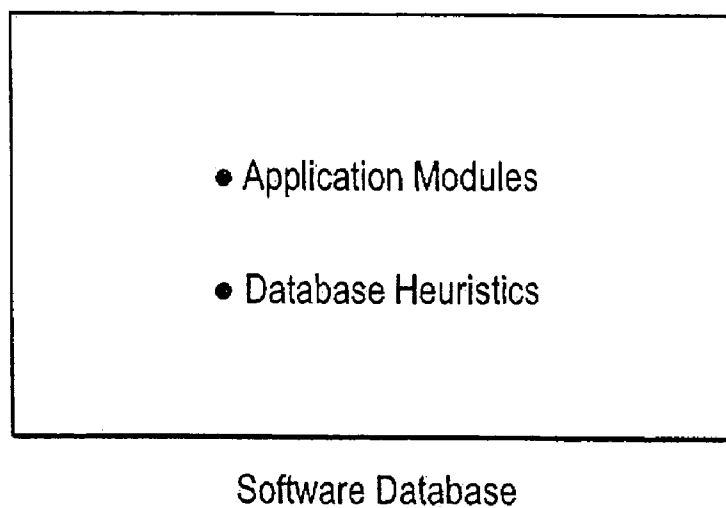 • Application Modules
• Database Heuristics
Software Database